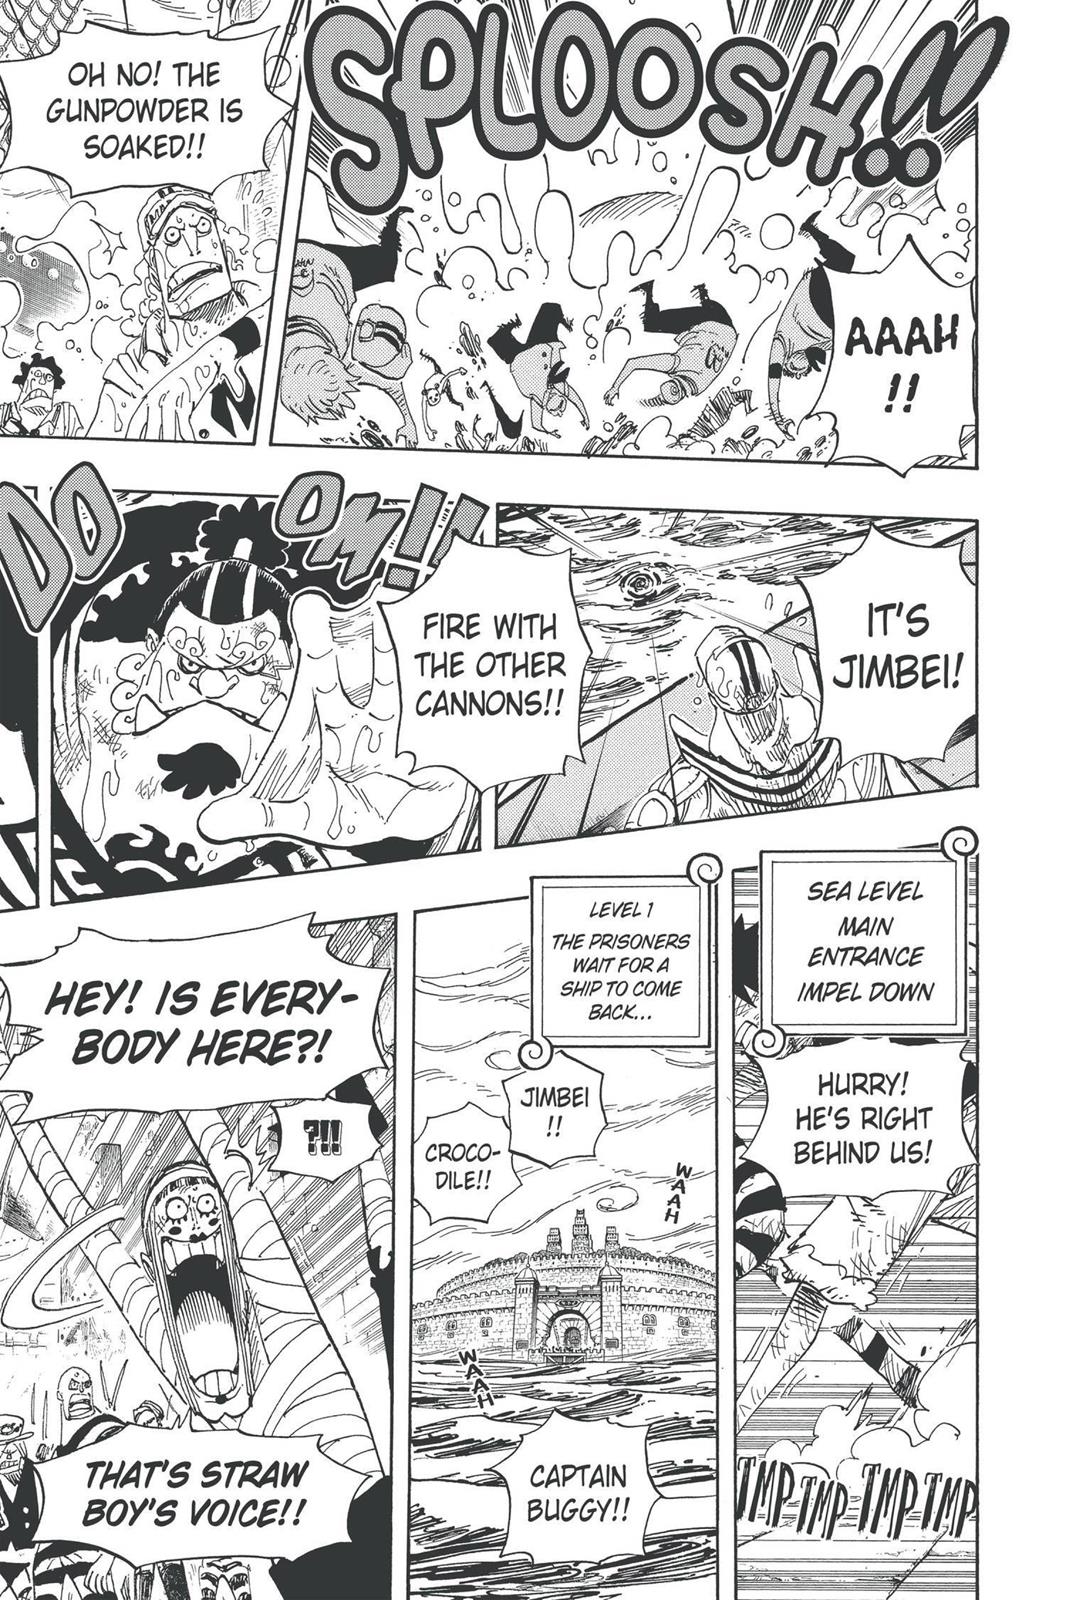 SPLOOSH!!
AAAH
!!
OH NO! THE
GUNPOWDER IS
SOAKED!!
IT'S
JIMBEI!
FIRE WITH
THE OTHER
CANNONS!!
DOOM!!
SEA LEVEL
MAIN
ENTRANCE
IMPEL DOWN
HURRY!
HE'S RIGHT
BEHIND US!
TMP TMP TMP TMP
LEVEL 1
THE PRISONERS
WAIT FOR A
SHIP TO COME
BACK...
JIMBEI
!!
CROCO-
DILE!!
WAAH
WAAH
CAPTAIN
BUGGY!!
HEY! IS EVERY-
BODY HERE?!
?!!
THAT'S STRAW
BOY'S VOICE!!